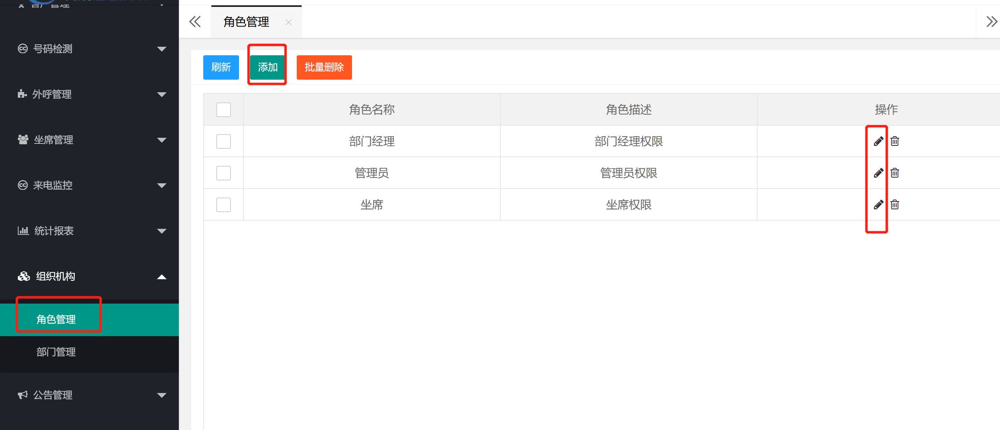 客户管理
号码检测
外呼管理
坐席管理
来电监控
统计报表
组织机构
角色管理
部门管理
公告管理
角色管理
刷新 添加 批量删除
角色名称 角色描述 操作
部门经理 部门经理权限
管理员 管理员权限
坐席 坐席权限